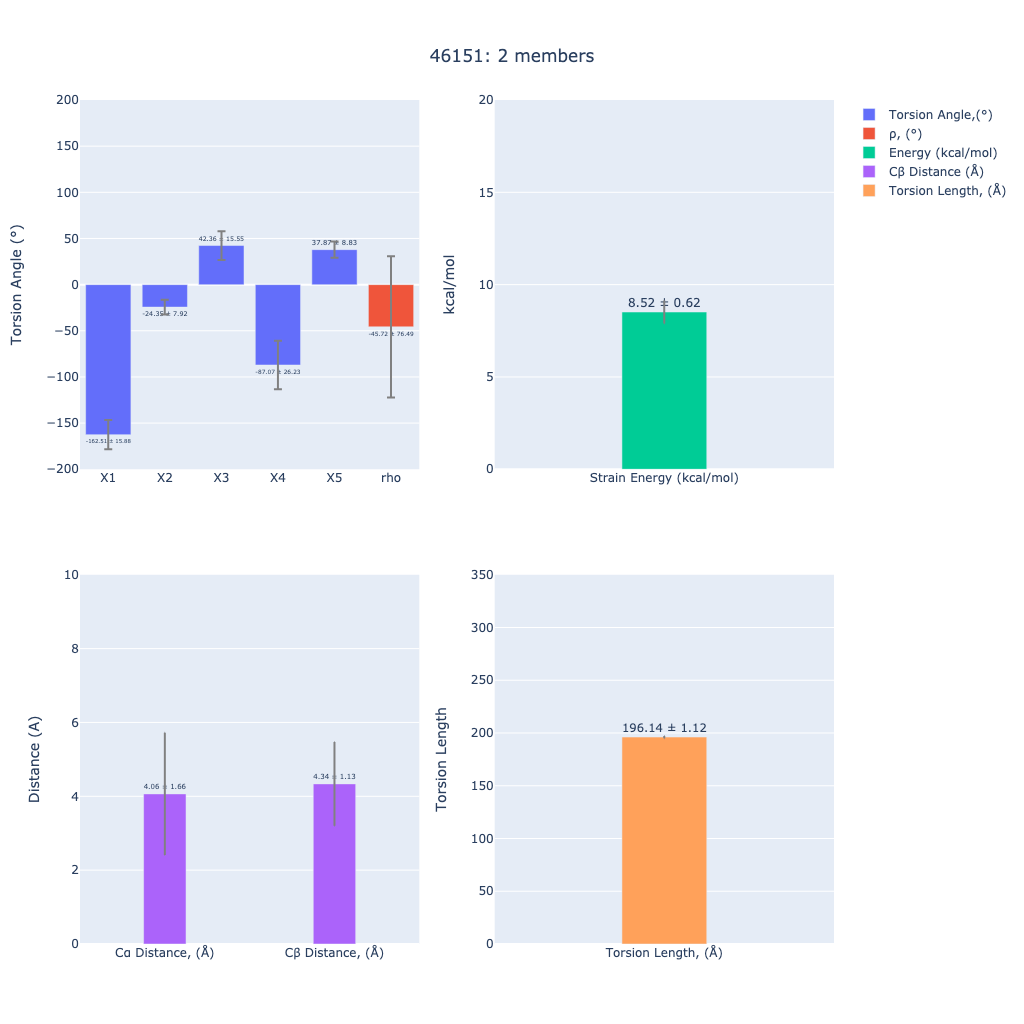 46151: 2 members
Torsion Angle (°)
200
150
100
50
0
−50
−100
−150
−200
-162.51 ± 15.88
-24.35 ± 7.92
42.36 ± 15.55
-87.07 ± 26.23
37.87 ± 8.83
-45.72 ± 76.49
X1 X2 X3 X4 X5 rho
kcal/mol
20
15
10
5
0
8.52 ± 0.62
Strain Energy (kcal/mol)
Torsion Angle,(°)
ρ, (°)
Energy (kcal/mol)
Cβ Distance (Å)
Torsion Length, (Å)
Distance (A)
10
8
6
4
2
0
4.06 ± 1.66
4.34 ± 1.13
Cα Distance, (Å) Cβ Distance, (Å)
Torsion Length
350
300
250
200
150
100
50
0
196.14 ± 1.12
Torsion Length, (Å)